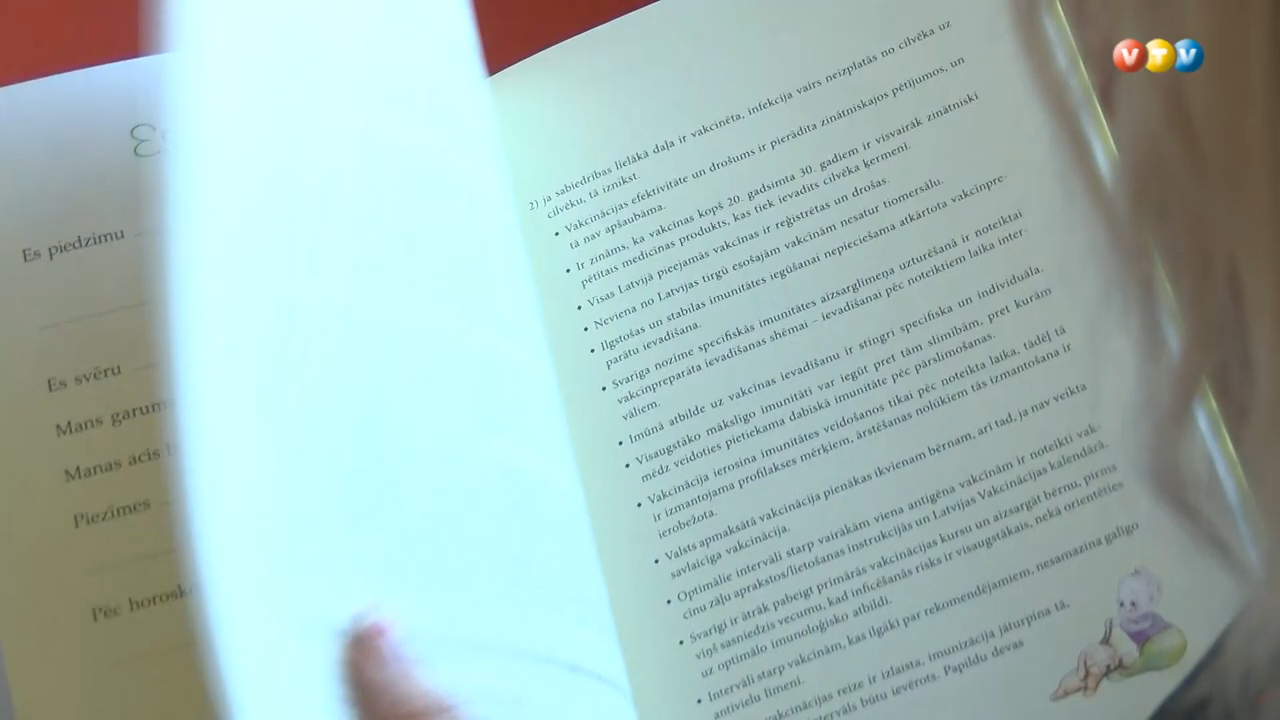 VTV
Es piedzimu
Es svēru
Mans garum
Manas acis
Piezīmes
Pēc horosk
2) ja sabiedrības lielākā daļa ir vakcinēta, infekcija vairs neizplatās no cilvēka uz
cilvēku, tā iznīkst.
• Vakcinācijas efektivitāte un drošums ir pierādīta zinātniskajos pētījumos, un
tā nav apšaubāma.
• Ir zināms, ka vakcīnas kopš 20. gadsimta 30. gadiem ir visvairāk zinātniski
pētītais medicīnas produkts, kas tiek ievadīts cilvēka ķermenī.
• Visas Latvijā pieejamās vakcīnas ir reģistrētas un drošas.
• Neviena no Latvijas tirgū esošajām vakcīnām nesatur tiomersālu.
• Ilgstošas un stabilas imunitātes iegūšanai nepieciešama atkārtota vakcīnpre-
parātu ievadīšana.
• Svarīga nozīme specifiskās imunitātes aizsarglīmeņa uzturēšanā ir noteiktai
vakcīnpreparāta ievadīšanas shēmai – ievadīšanai pēc noteiktiem laika inter-
vāliem.
• Imūnā atbilde uz vakcīnas ievadīšanu ir stingri specifiska un individuāla.
• Visaugstāko mākslīgo imunitāti var iegūt pret tām slimībām, pret kurām
mēdz veidoties pietiekama dabiskā imunitāte pēc pārslimošanas.
• Vakcinācija ierosina imunitātes veidošanos tikai pēc noteikta laika, tādēļ tā
ir izmantojama profilakses mērķiem, ārstēšanas nolūkiem tās izmantošana ir
ierobežota.
• Valsts apmaksātā vakcinācija pienākas ikvienam bērnam, arī tad, ja nav veikta
savlaicīga vakcinācija.
• Optimālie intervāli starp vairākām viena antigēna vakcīnām ir noteikti vak-
cīnu zāļu aprakstos/lietošanas instrukcijās un Latvijas Vakcinācijas kalendārā.
• Svarīgi ir ātrāk pabeigt primārās vakcinācijas kursu un aizsargāt bērnu, pirms
viņš sasniedzis vecumu, kad inficēšanās risks ir visaugstākais, nekā orientēties
uz optimālo imunoloģisko atbildi.
• Intervāli starp vakcīnām, kas ilgāki par rekomendējamiem, nesamazina galīgo
antivielu līmeni.
vakcinācijas reize ir izlaista, imunizācija jāturpina tā,
intervāls būtu ievērots. Papildu devas